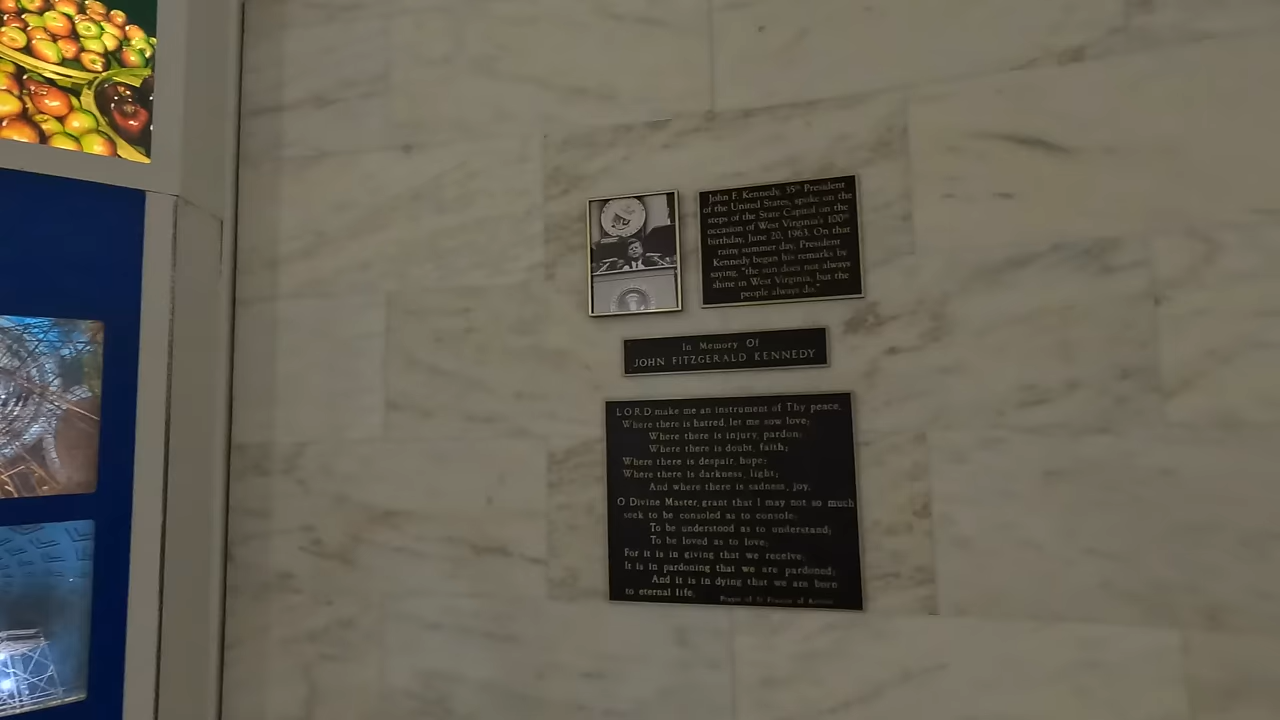 John F. Kennedy, 35th President
of the United States, spoke on the
steps of the State Capitol on the
occasion of West Virginia's 100th
birthday, June 20, 1963. On that
rainy summer day, President
Kennedy began his remarks by
saying, "the sun does not always
shine in West Virginia, but the
people always do."
In Memory Of
JOHN FITZGERALD KENNEDY
LORD make me an instrument of Thy peace,
Where there is hatred, let me sow love;
Where there is injury, pardon;
Where there is doubt, faith;
Where there is despair, hope;
Where there is darkness, light;
And where there is sadness, joy.
O Divine Master, grant that I may not so much
seek to be consoled as to console;
To be understood as to understand;
To be loved as to love;
For it is in giving that we receive;
It is in pardoning that we are pardoned;
And it is in dying that we are born
to eternal life.
Prayer of St Francis of Assisi